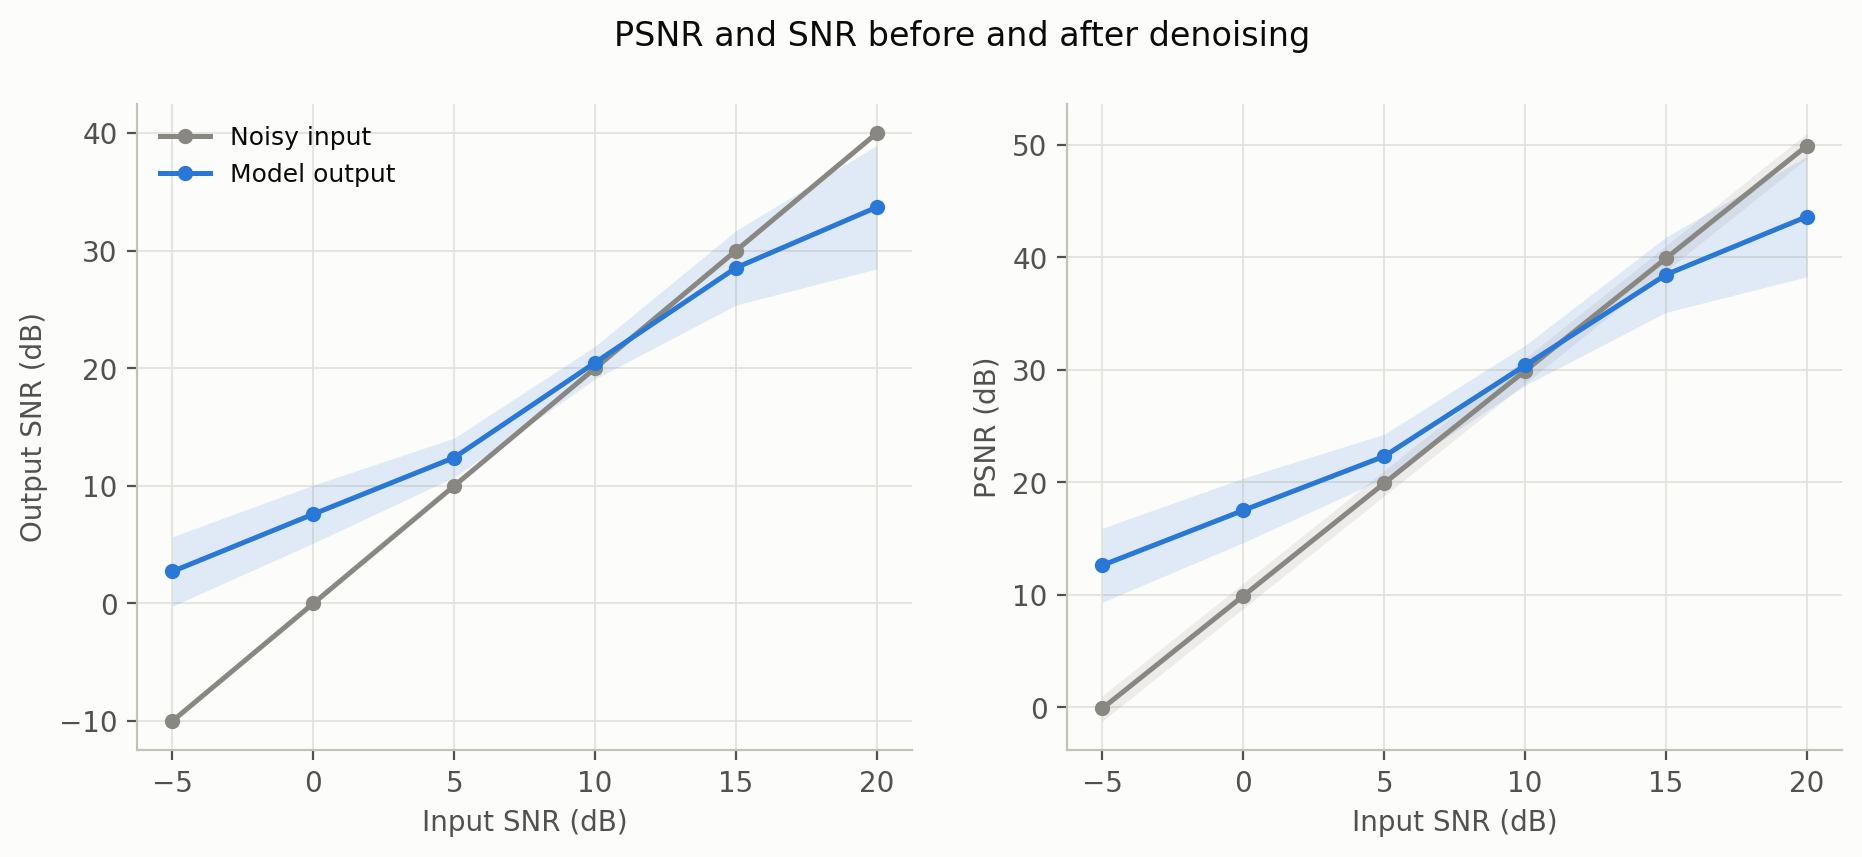 PSNR and SNR before and after denoising
Output SNR (dB)
40
30
20
10
0
−10
Noisy input
Model output
−5 0 5 10 15 20
Input SNR (dB)
PSNR (dB)
50
40
30
20
10
0
−5 0 5 10 15 20
Input SNR (dB)